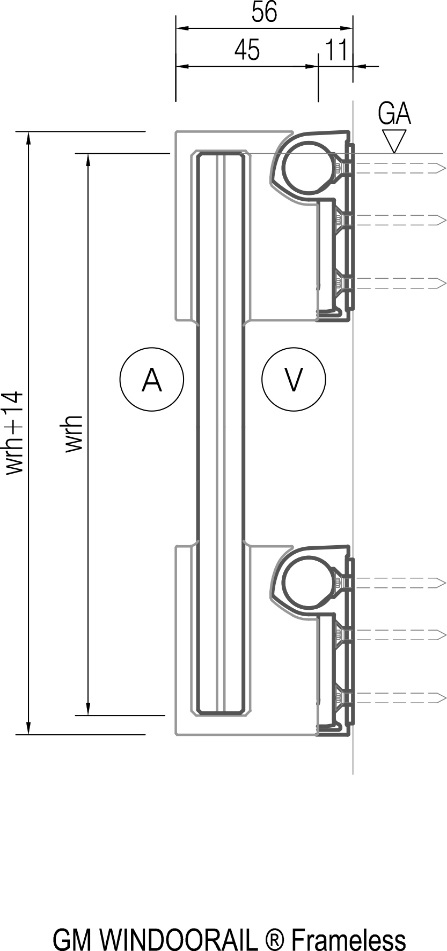 56
45 11
GA
A V
wrh+14
wrh
GM WINDOORAIL ® Frameless